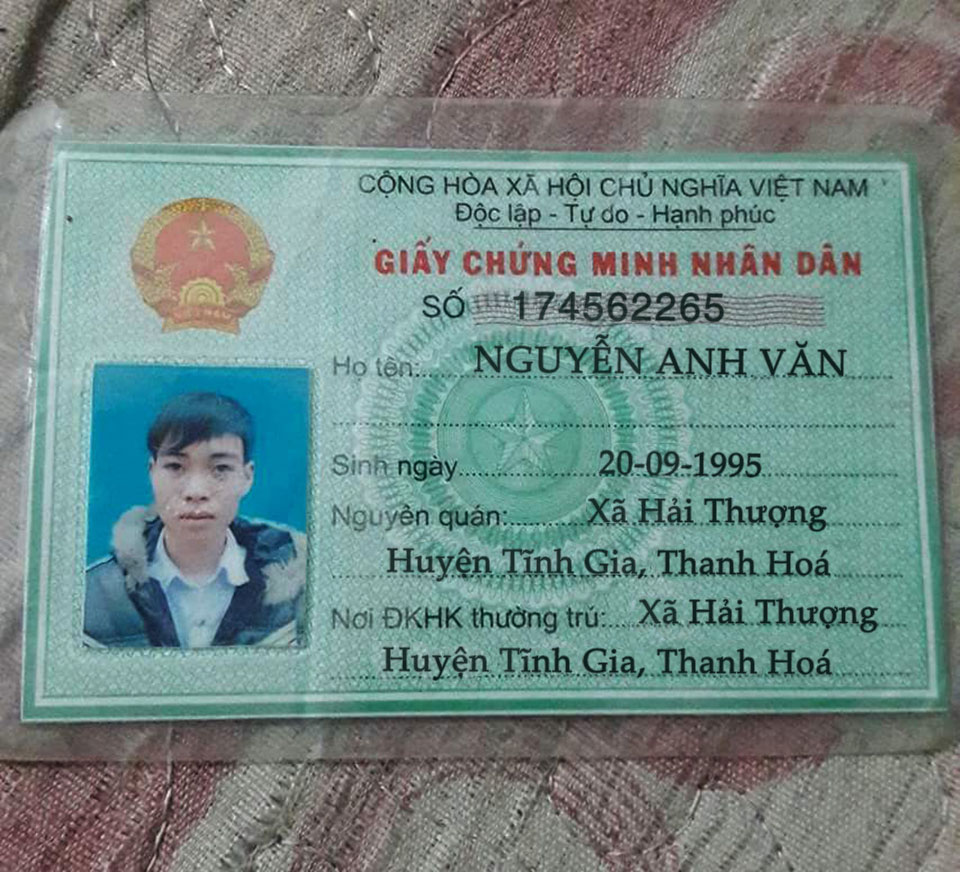 CỘNG HÒA XÃ HỘI CHỦ NGHĨA VIỆT NAM
Độc lập - Tự do - Hạnh phúc
GIẤY CHỨNG MINH NHÂN DÂN
SỐ 174562265
Họ tên: NGUYỄN ANH VĂN
Sinh ngày 20-09-1995
Nguyên quán: Xã Hải Thượng
Huyện Tĩnh Gia, Thanh Hoá
Nơi ĐKHK thường trú: Xã Hải Thượng
Huyện Tĩnh Gia, Thanh Hoá